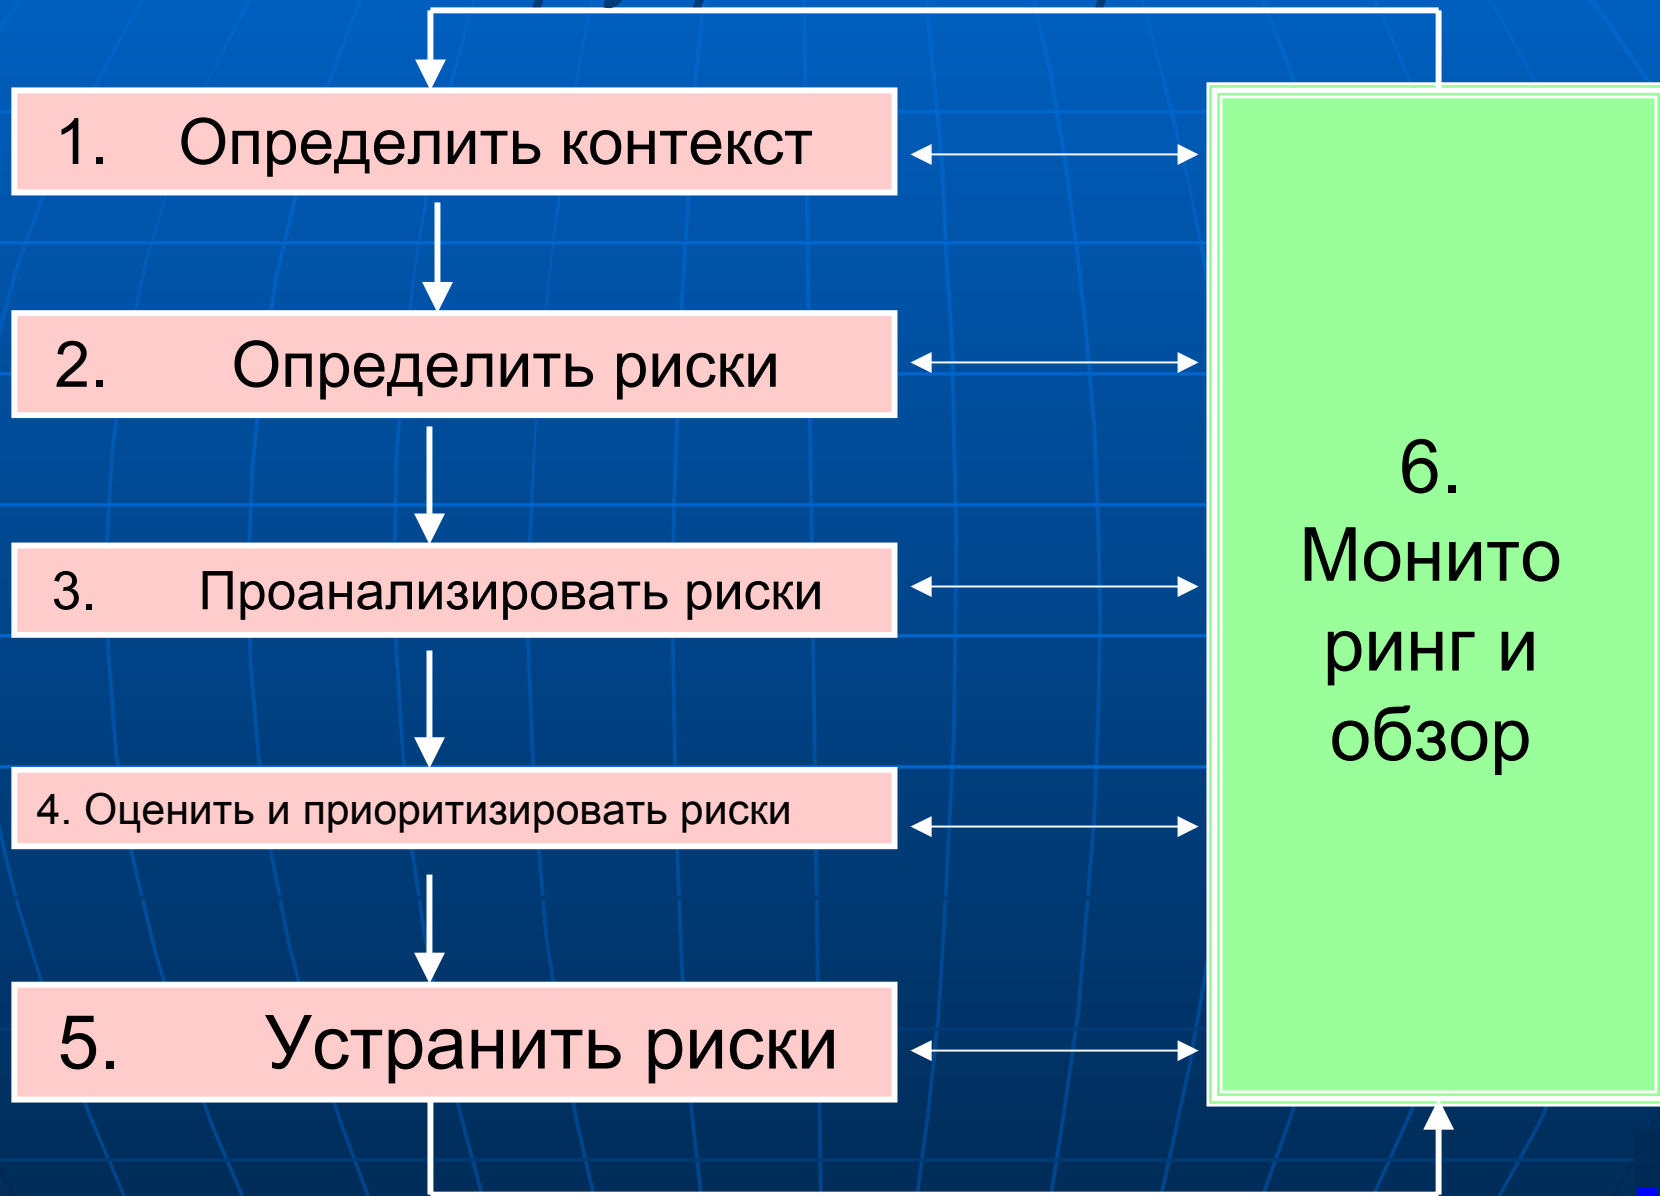 1. Определить контекст
2. Определить риски
3. Проанализировать риски
4. Оценить и приоритизировать риски
5. Устранить риски
6.
Монито
ринг и
обзор